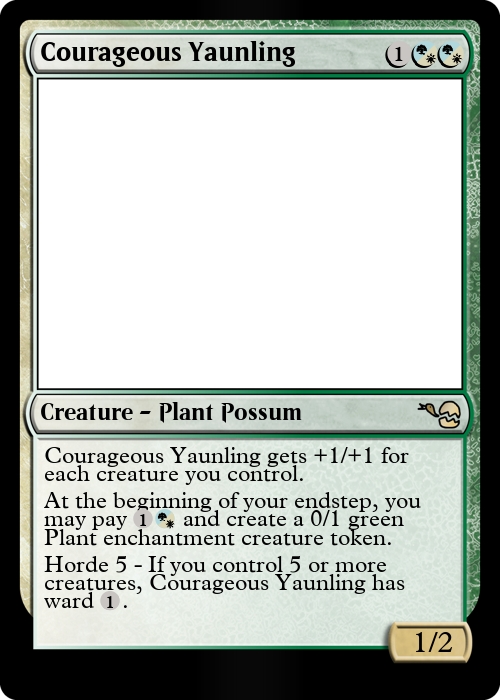 Courageous Yaunling 1
Creature – Plant Possum
Courageous Yaunling gets +1/+1 for
each creature you control.
At the beginning of your endstep, you
may pay 1 and create a 0/1 green
Plant enchantment creature token.
Horde 5 - If you control 5 or more
creatures, Courageous Yaunling has
ward 1 .
1/2